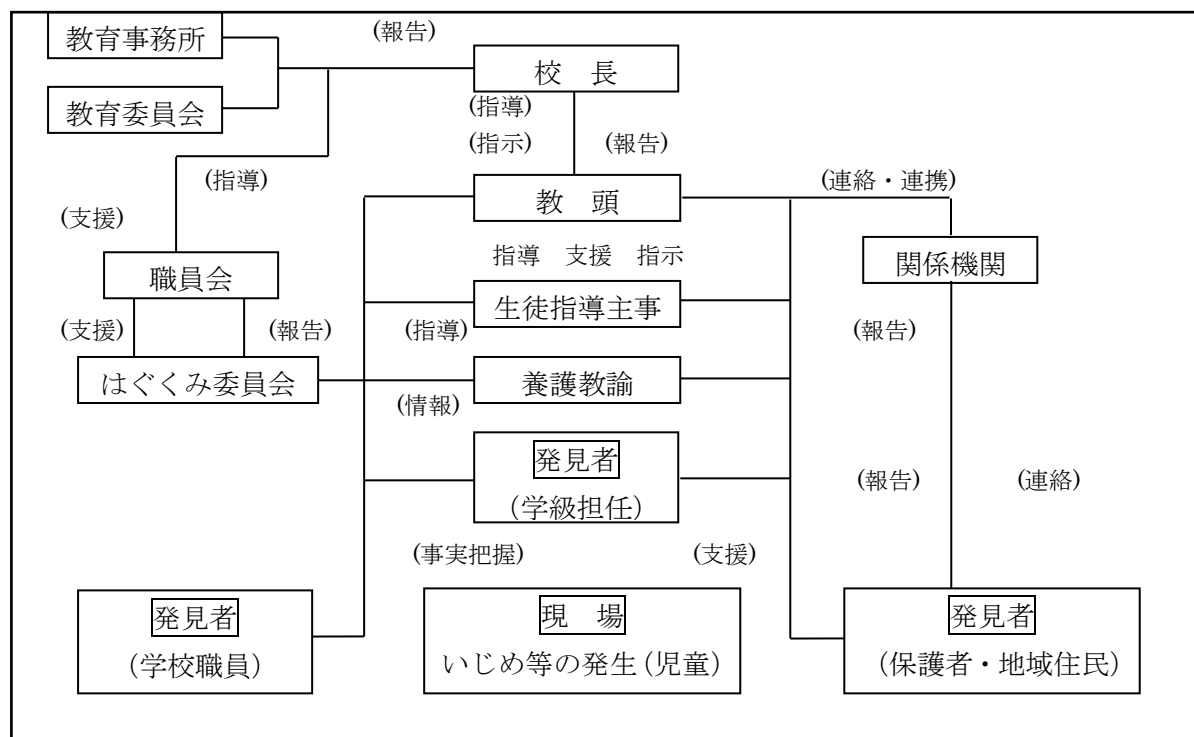 教育事務所
(報告)
校　長
教育委員会
(指導)
(指示)
(報告)
(指導)
(連絡・連携)
教　頭
(支援)
指導　支援　指示
関係機関
職員会
生徒指導主事
(支援)
(報告)
(指導)
(報告)
はぐくみ委員会
養護教諭
(情報)
発見者
(学級担任)
(報告)
(連絡)
(事実把握)
(支援)
発見者
(学校職員)
現　場
いじめ等の発生(児童)
発見者
(保護者・地域住民)